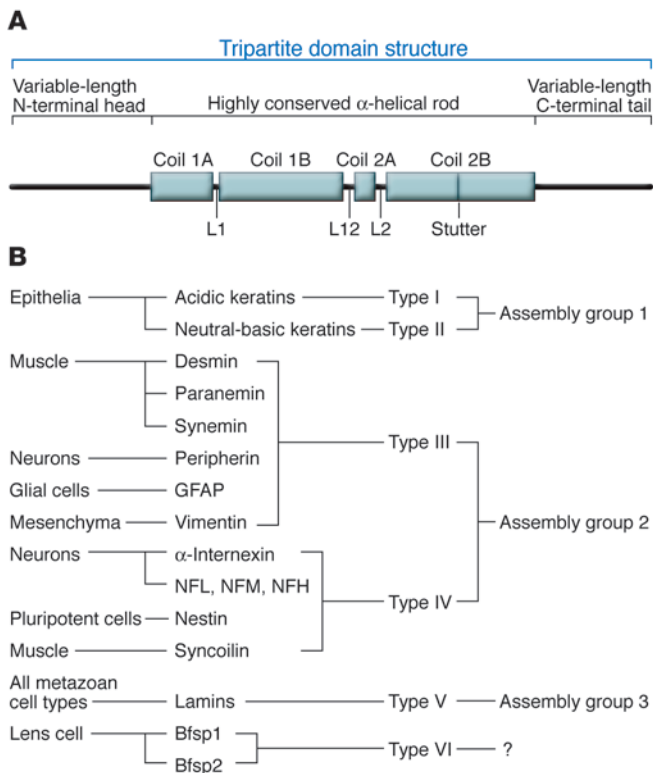 A
Tripartite domain structure
Variable-length
N-terminal head
Highly conserved α-helical rod
Variable-length
C-terminal tail
Coil 1A
Coil 1B
Coil 2A
Coil 2B
L1
L12
L2
Stutter
B
Epithelia
Acidic keratins
Type I
Neutral-basic keratins
Type II
Assembly group 1
Muscle
Desmin
Paranemin
Synemin
Type III
Neurons
Peripherin
Glial cells
GFAP
Mesenchyma
Vimentin
Assembly group 2
Neurons
α-Internexin
NFL, NFM, NFH
Type IV
Pluripotent cells
Nestin
Muscle
Syncoilin
All metazoan
cell types
Lamins
Type V
Assembly group 3
Lens cell
Bfsp1
Type VI
?
Bfsp2